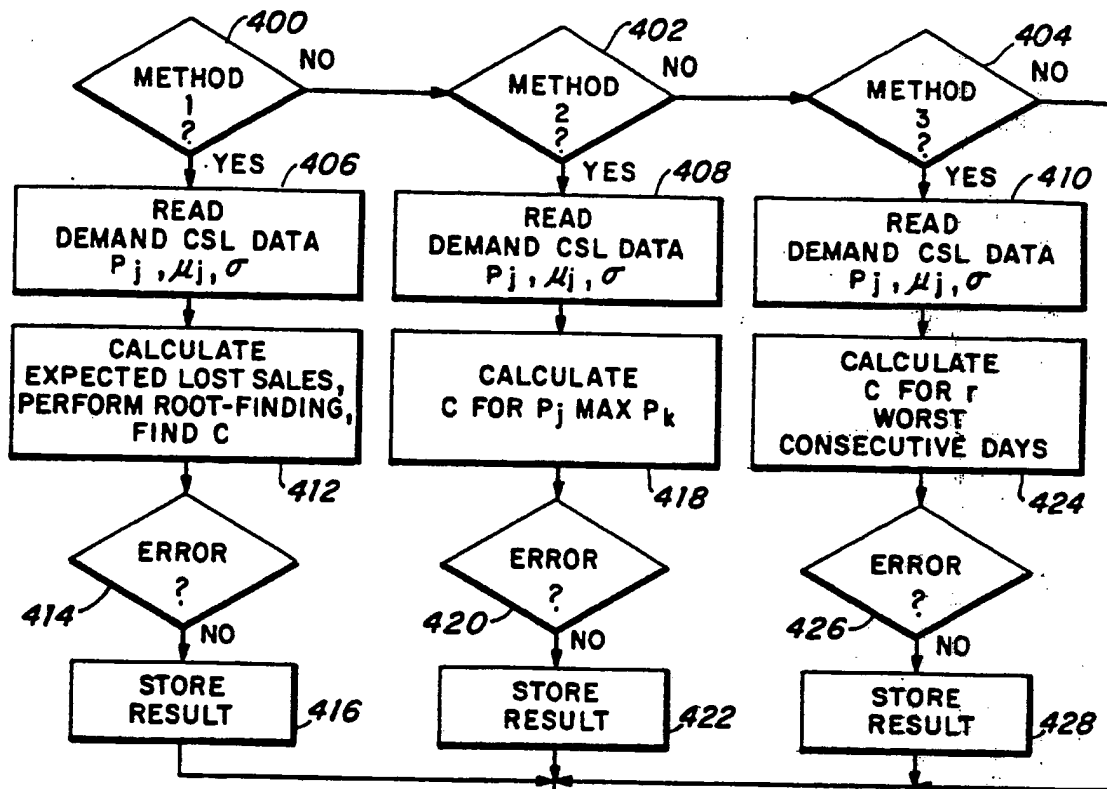 400
METHOD
1
?
NO
YES
402
METHOD
2
?
NO
YES
404
METHOD
3
?
NO
YES
406
READ
DEMAND CSL DATA
Pj , μj, σ
408
READ
DEMAND CSL DATA
Pj , μj, σ
410
READ
DEMAND CSL DATA
Pj , μj, σ
CALCULATE
EXPECTED LOST SALES,
PERFORM ROOT-FINDING,
FIND C
412
CALCULATE
C FOR Pj MAX Pk
418
CALCULATE
C FOR r
WORST
CONSECUTIVE DAYS
424
ERROR
?
414
NO
ERROR
?
420
NO
ERROR
?
426
NO
STORE
RESULT
416
STORE
RESULT
422
STORE
RESULT
428